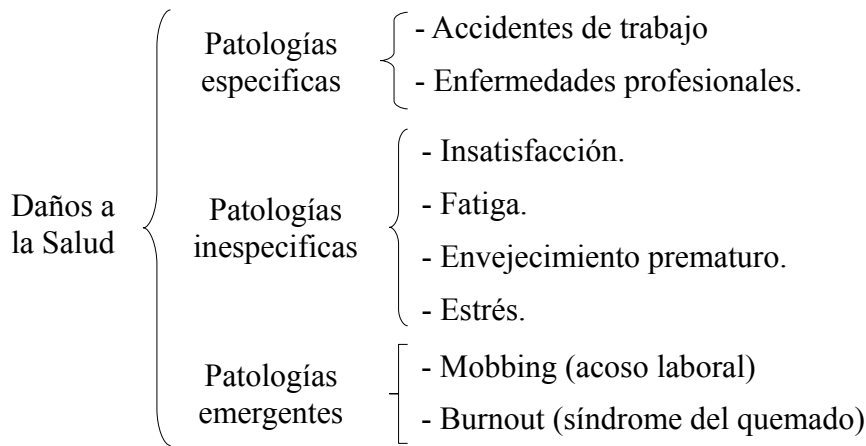 Daños a
la Salud
Patologías
especificas
- Accidentes de trabajo
- Enfermedades profesionales.
Patologías
inespecificas
- Insatisfacción.
- Fatiga.
- Envejecimiento prematuro.
- Estrés.
Patologías
emergentes
- Mobbing (acoso laboral)
- Burnout (síndrome del quemado)